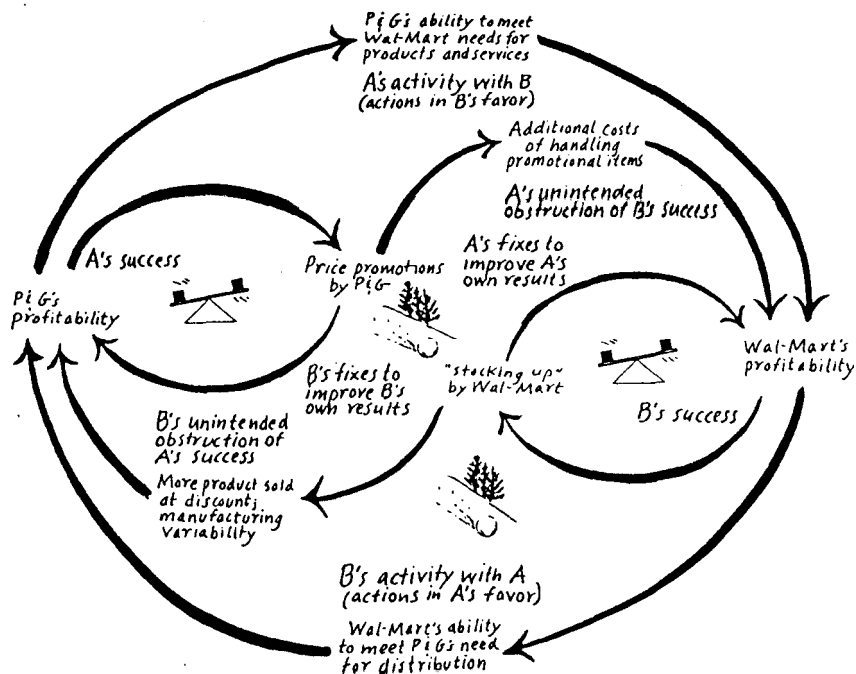 P&G's ability to meet
Wal-Mart needs for
products and services
A's activity with B
(actions in B's favor)
Additional costs
of handling
promotional items
A's unintended
obstruction of B's success
A's success
Price promotions
by P&G
A's fixes to
improve A's
own results
P&G's
profitability
Wal-Mart's
profitability
"Stocking up"
by Wal-Mart
B's fixes to
improve B's
own results
B's success
B's unintended
obstruction of
A's success
More product sold
at discount;
manufacturing
variability
B's activity with A
(actions in A's favor)
Wal-Mart's ability
to meet P&G's need
for distribution